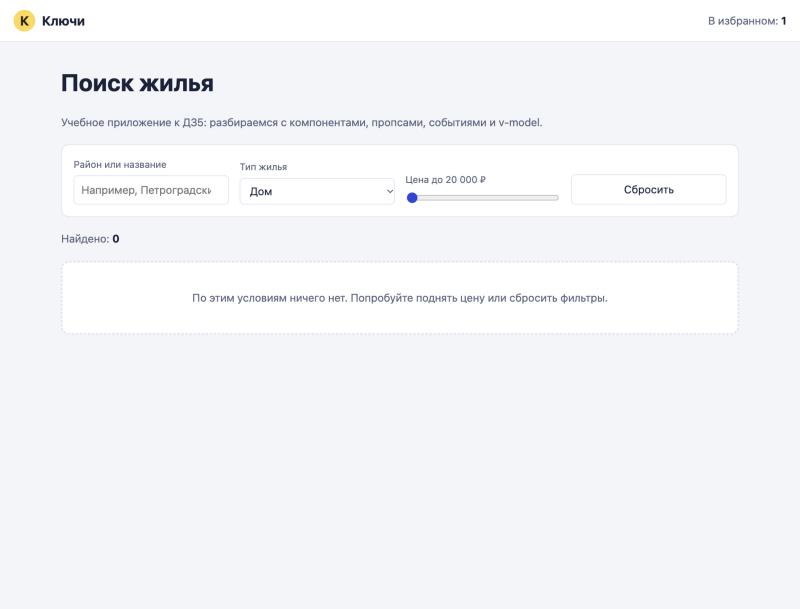 К Ключи
В избранном: 1
Поиск жилья
Учебное приложение к ДЗ5: разбираемся с компонентами, пропсами, событиями и v-model.
Район или название
Например, Петроградски
Тип жилья
Дом
Цена до 20 000 ₽
Сбросить
Найдено: 0
По этим условиям ничего нет. Попробуйте поднять цену или сбросить фильтры.